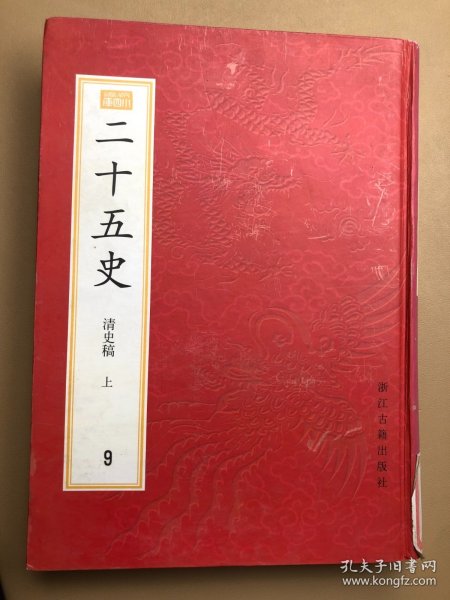 二十五史
清史稿 上
9
浙江古籍出版社
孔夫子旧书网
www.kongfz.com